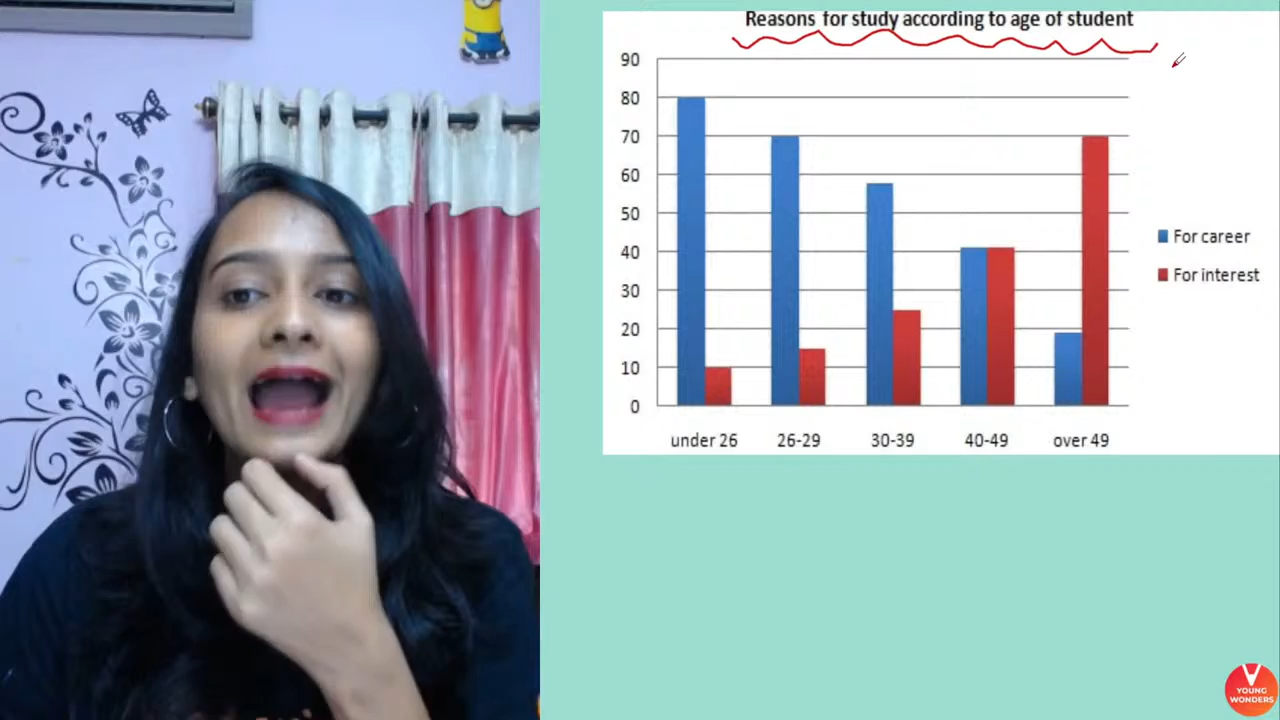 Reasons for study according to age of student
90
80
70
60
50
40
30
20
10
0
under 26 26-29 30-39 40-49 over 49
For career
For interest
YOUNG
WONDERS